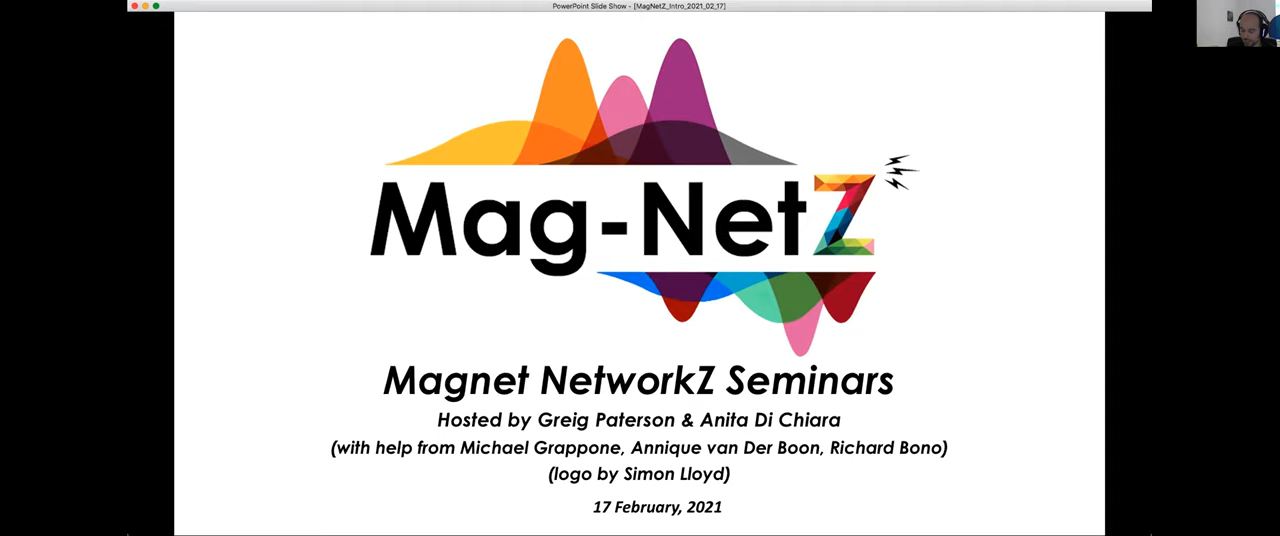 PowerPoint Slide Show - [MagNetZ_Intro_2021_02_17]
Mag-NetZ
Magnet NetworkZ Seminars
Hosted by Greig Paterson & Anita Di Chiara
(with help from Michael Grappone, Annique van Der Boon, Richard Bono)
(logo by Simon Lloyd)
17 February, 2021